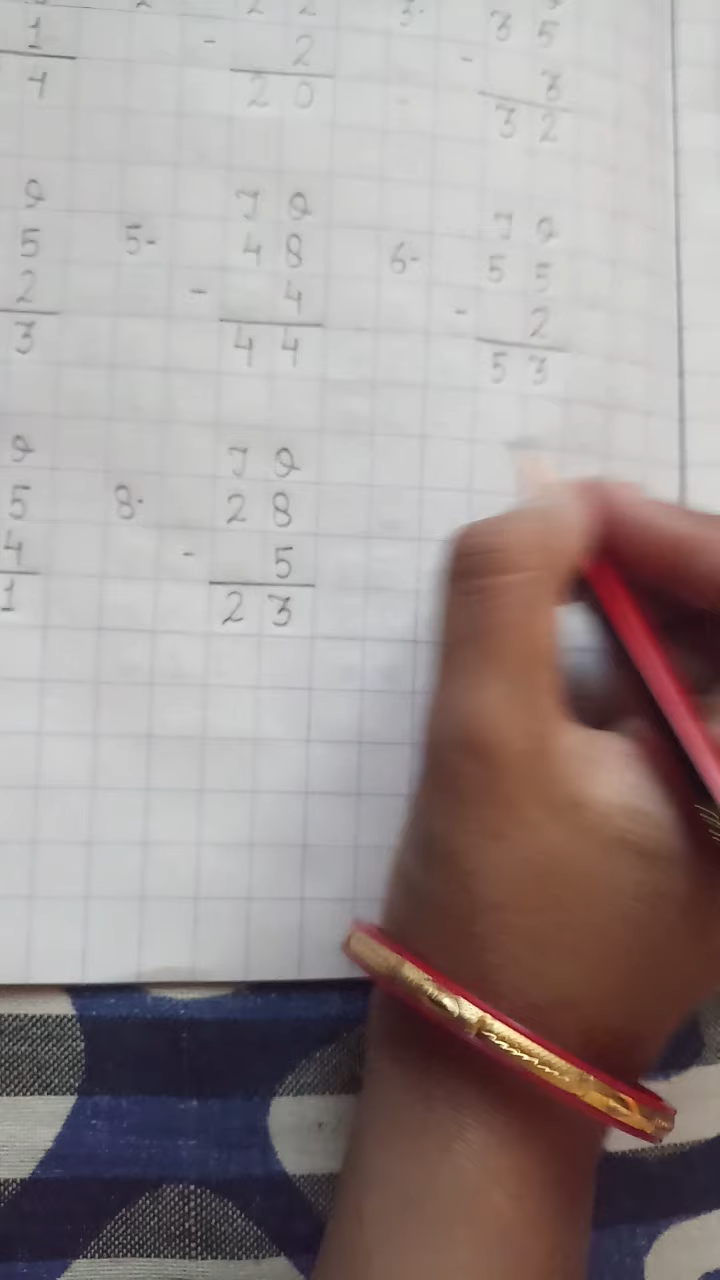 1 - 2 3. 3 5
4 2 0 - 3
3 2
9 7 9 7 9
5 5. 4 8 6. 5 5
2 - 4 - 2
3 4 4 5 3
9 7 9
5 8. 2 8
4 - 5
1 2 3